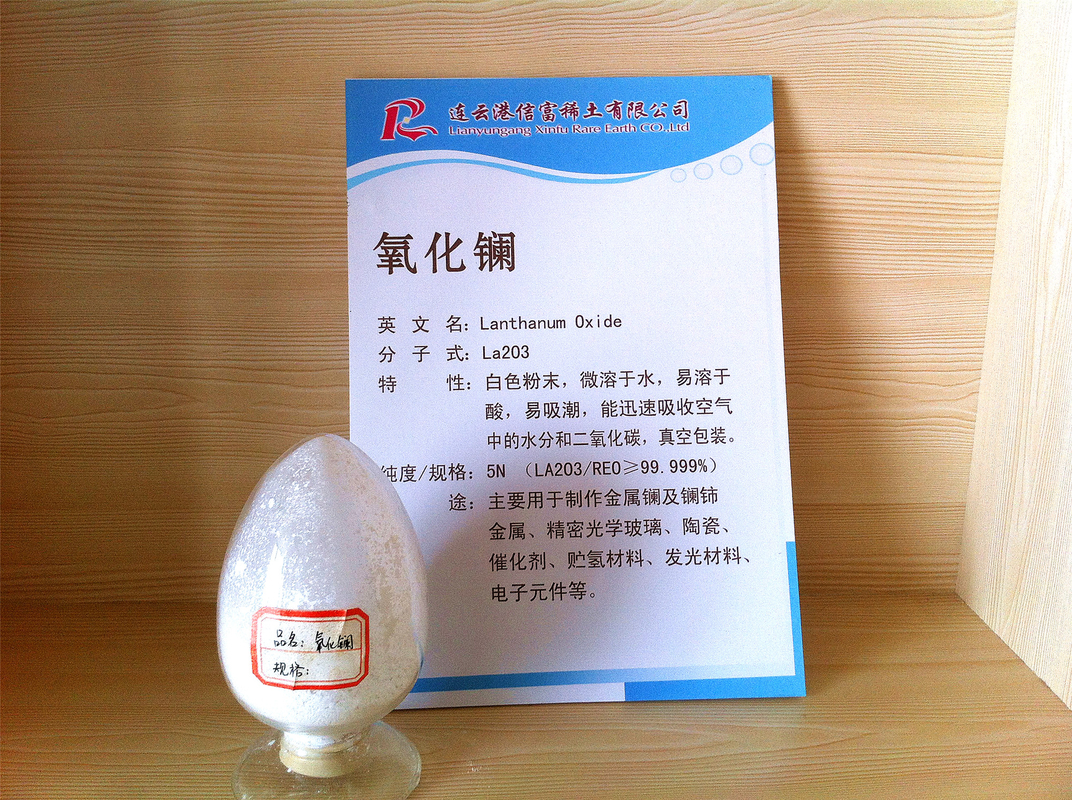 连云港信富稀土有限公司
Lianyungang Xinfu Rare Earth CO.,Ltd
氧化镧
英 文 名: Lanthanum Oxide
分 子 式: La2O3
特 性: 白色粉末，微溶于水，易溶于
酸，易吸潮，能迅速吸收空气
中的水分和二氧化碳，真空包装。
纯度/规格: 5N （LA2O3/REO≥99.999%）
途: 主要用于制作金属镧及镧铈
金属、精密光学玻璃、陶瓷、
催化剂、贮氢材料、发光材料、
电子元件等。
品名: 氧化镧
规格: